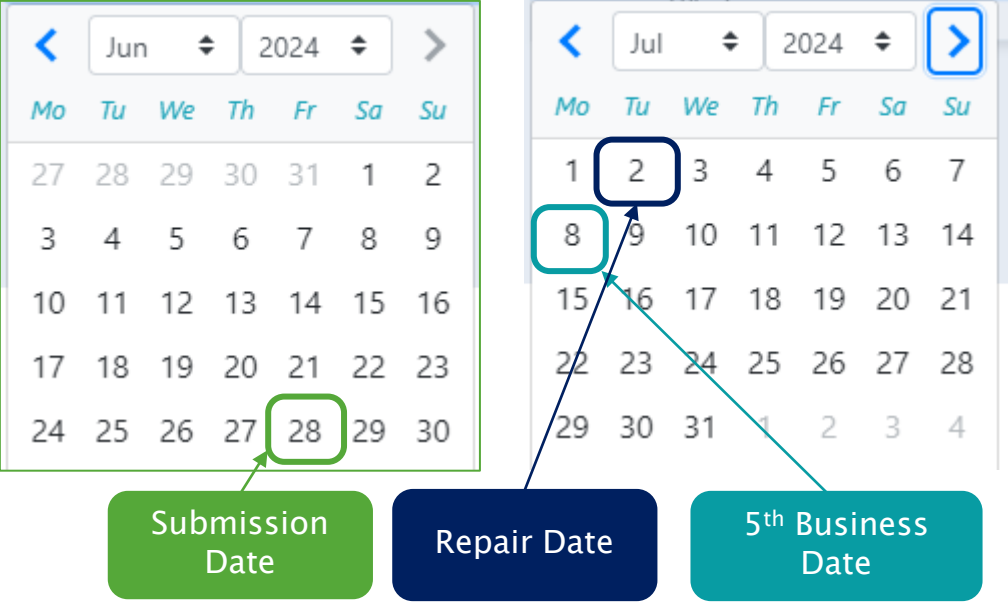 Jun 2024
Mo Tu We Th Fr Sa Su
27 28 29 30 31 1 2
3 4 5 6 7 8 9
10 11 12 13 14 15 16
17 18 19 20 21 22 23
24 25 26 27 28 29 30
Jul 2024
Mo Tu We Th Fr Sa Su
1 2 3 4 5 6 7
8 9 10 11 12 13 14
15 16 17 18 19 20 21
22 23 24 25 26 27 28
29 30 31 1 2 3 4
Submission
Date
Repair Date
5th Business
Date